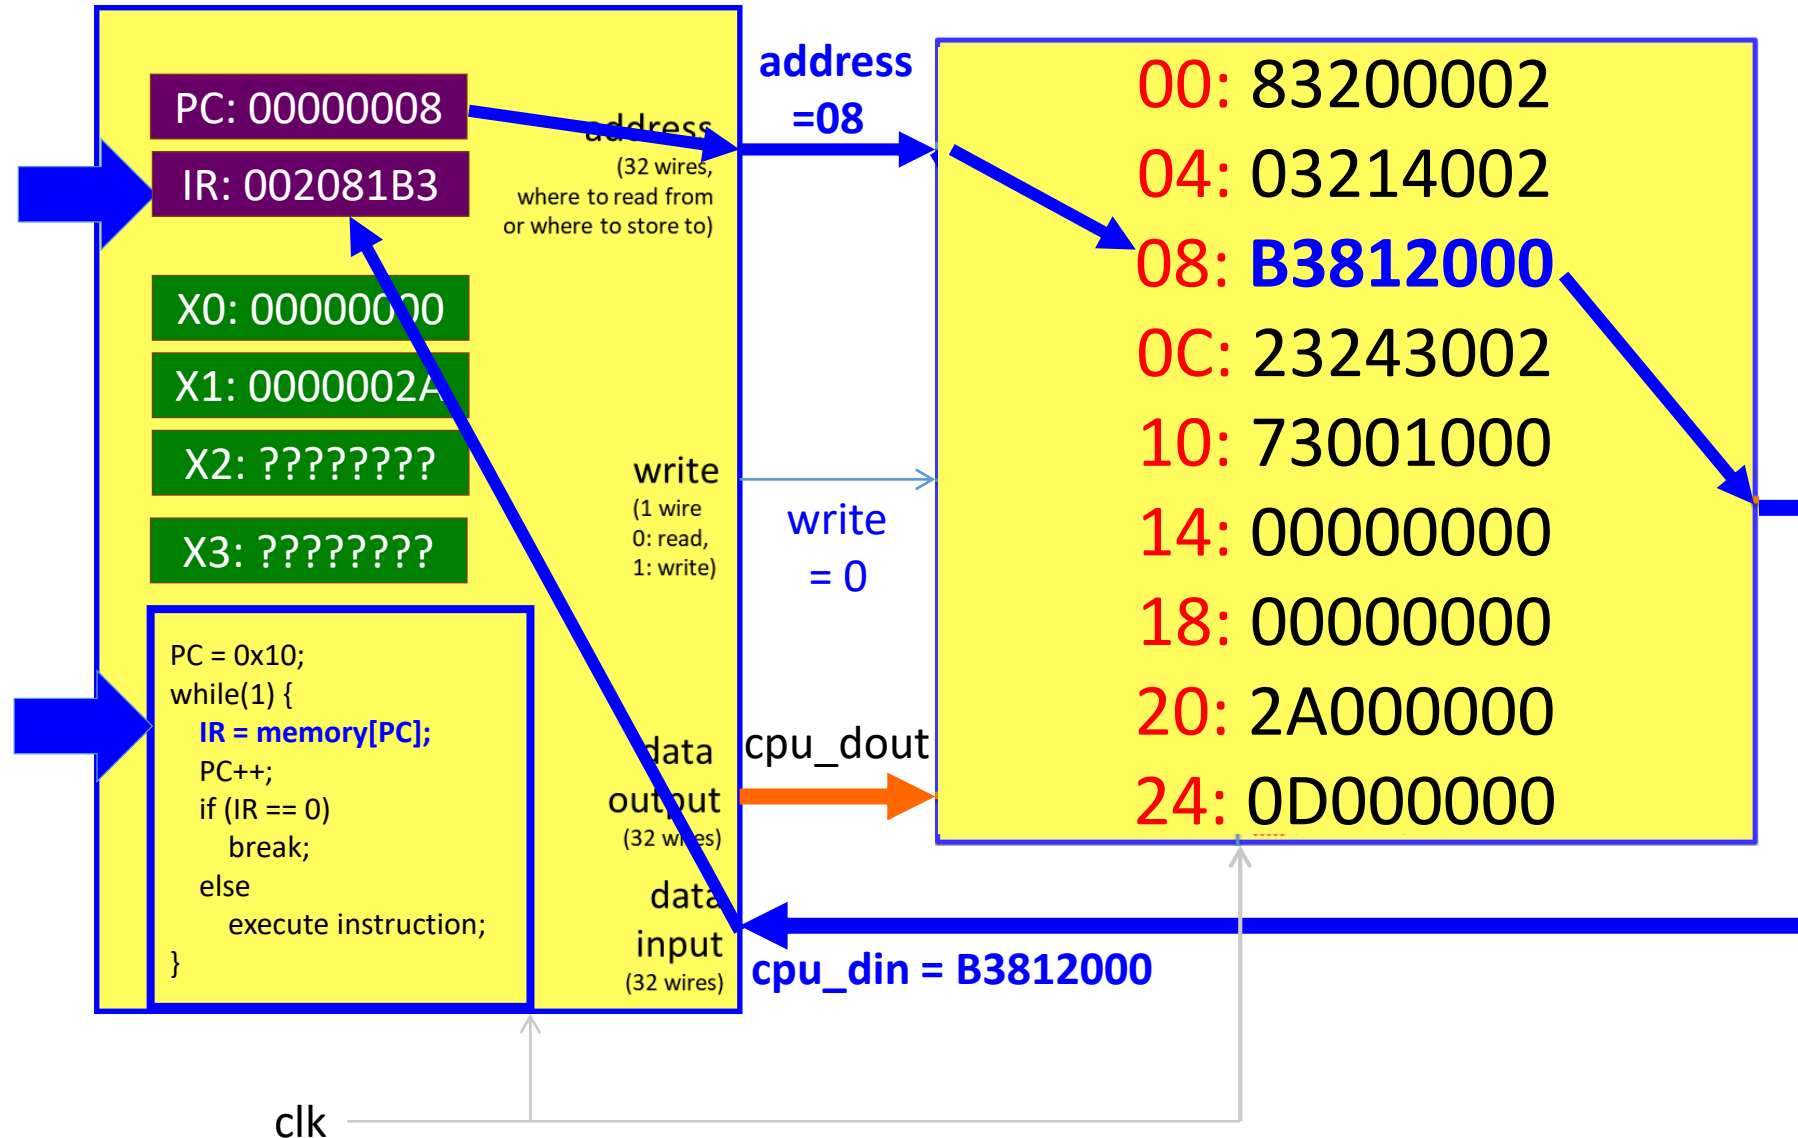 PC: 00000008
IR: 002081B3
X0: 00000000
X1: 0000002A
X2: ????????
X3: ????????
PC = 0x10;
while(1) {
IR = memory[PC];
PC++;
if (IR == 0)
break;
else
execute instruction;
}
address
(32 wires,
where to read from
or where to store to)
write
(1 wire
0: read,
1: write)
data
output
(32 wires)
data
input
(32 wires)
address
=08
write
= 0
cpu_dout
cpu_din = B3812000
00: 83200002
04: 03214002
08: B3812000
0C: 23243002
10: 73001000
14: 00000000
18: 00000000
20: 2A000000
24: 0D000000
clk